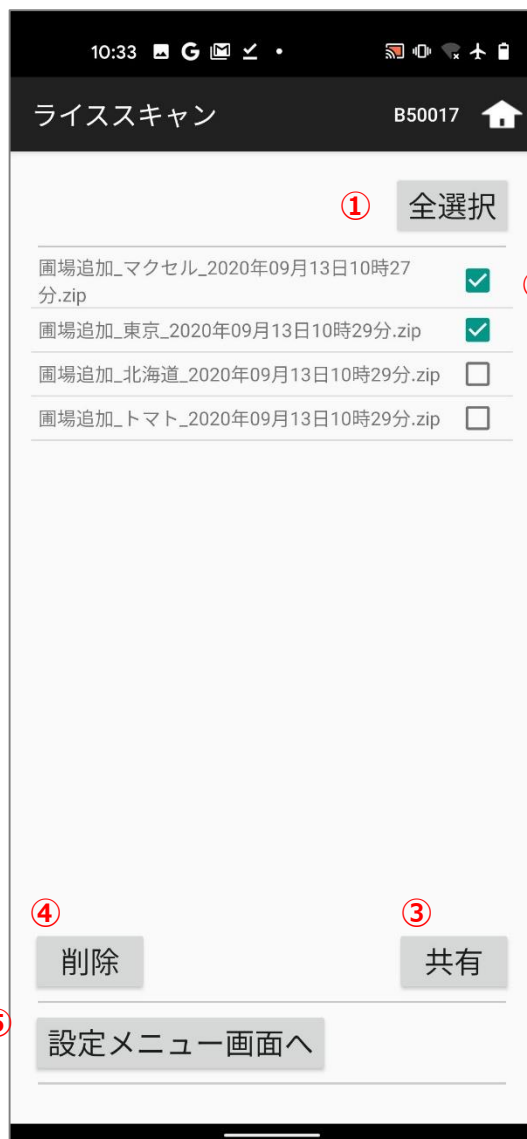 10:33
ライススキャン B50017
① 全選択
圃場追加_マクセル_2020年09月13日10時27
分.zip
圃場追加_東京_2020年09月13日10時29分.zip
圃場追加_北海道_2020年09月13日10時29分.zip
圃場追加_トマト_2020年09月13日10時29分.zip
④ ③
削除 共有
⑤
設定メニュー画面へ